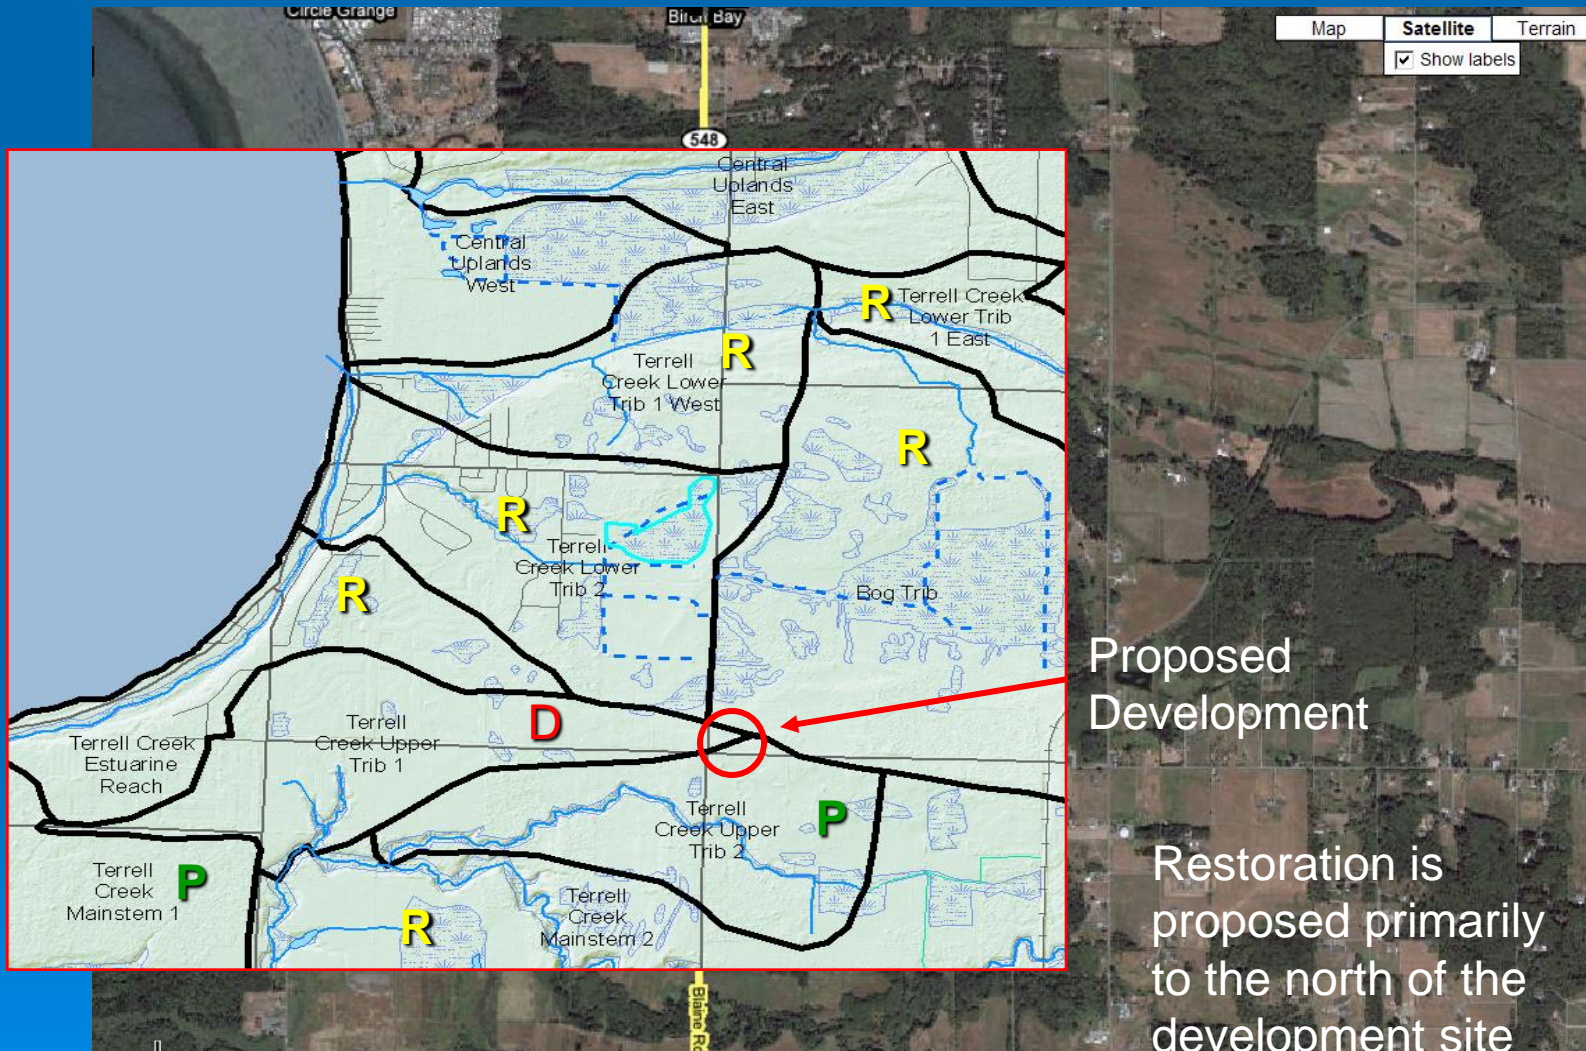 Circle Grange
Birch Bay
Map
Satellite
Terrain
Show labels
548
Central
Uplands
East
Central
Uplands
West
R
Terrell Creek
Lower Trib
1 East
R
Terrell
Creek Lower
Trib 1 West
R
R
Terrell
Creek Lower
Trib 2
R
Bog Trib
Proposed
Development
D
Terrell
Creek Upper
Trib 1
Terrell Creek
Estuarine
Reach
Terrell
Creek Upper
Trib 2
P
Terrell
Creek
Mainstem 1
P
Terrell
Creek
Mainstem 2
R
Restoration is
proposed primarily
to the north of the
development site
Blaine Rd